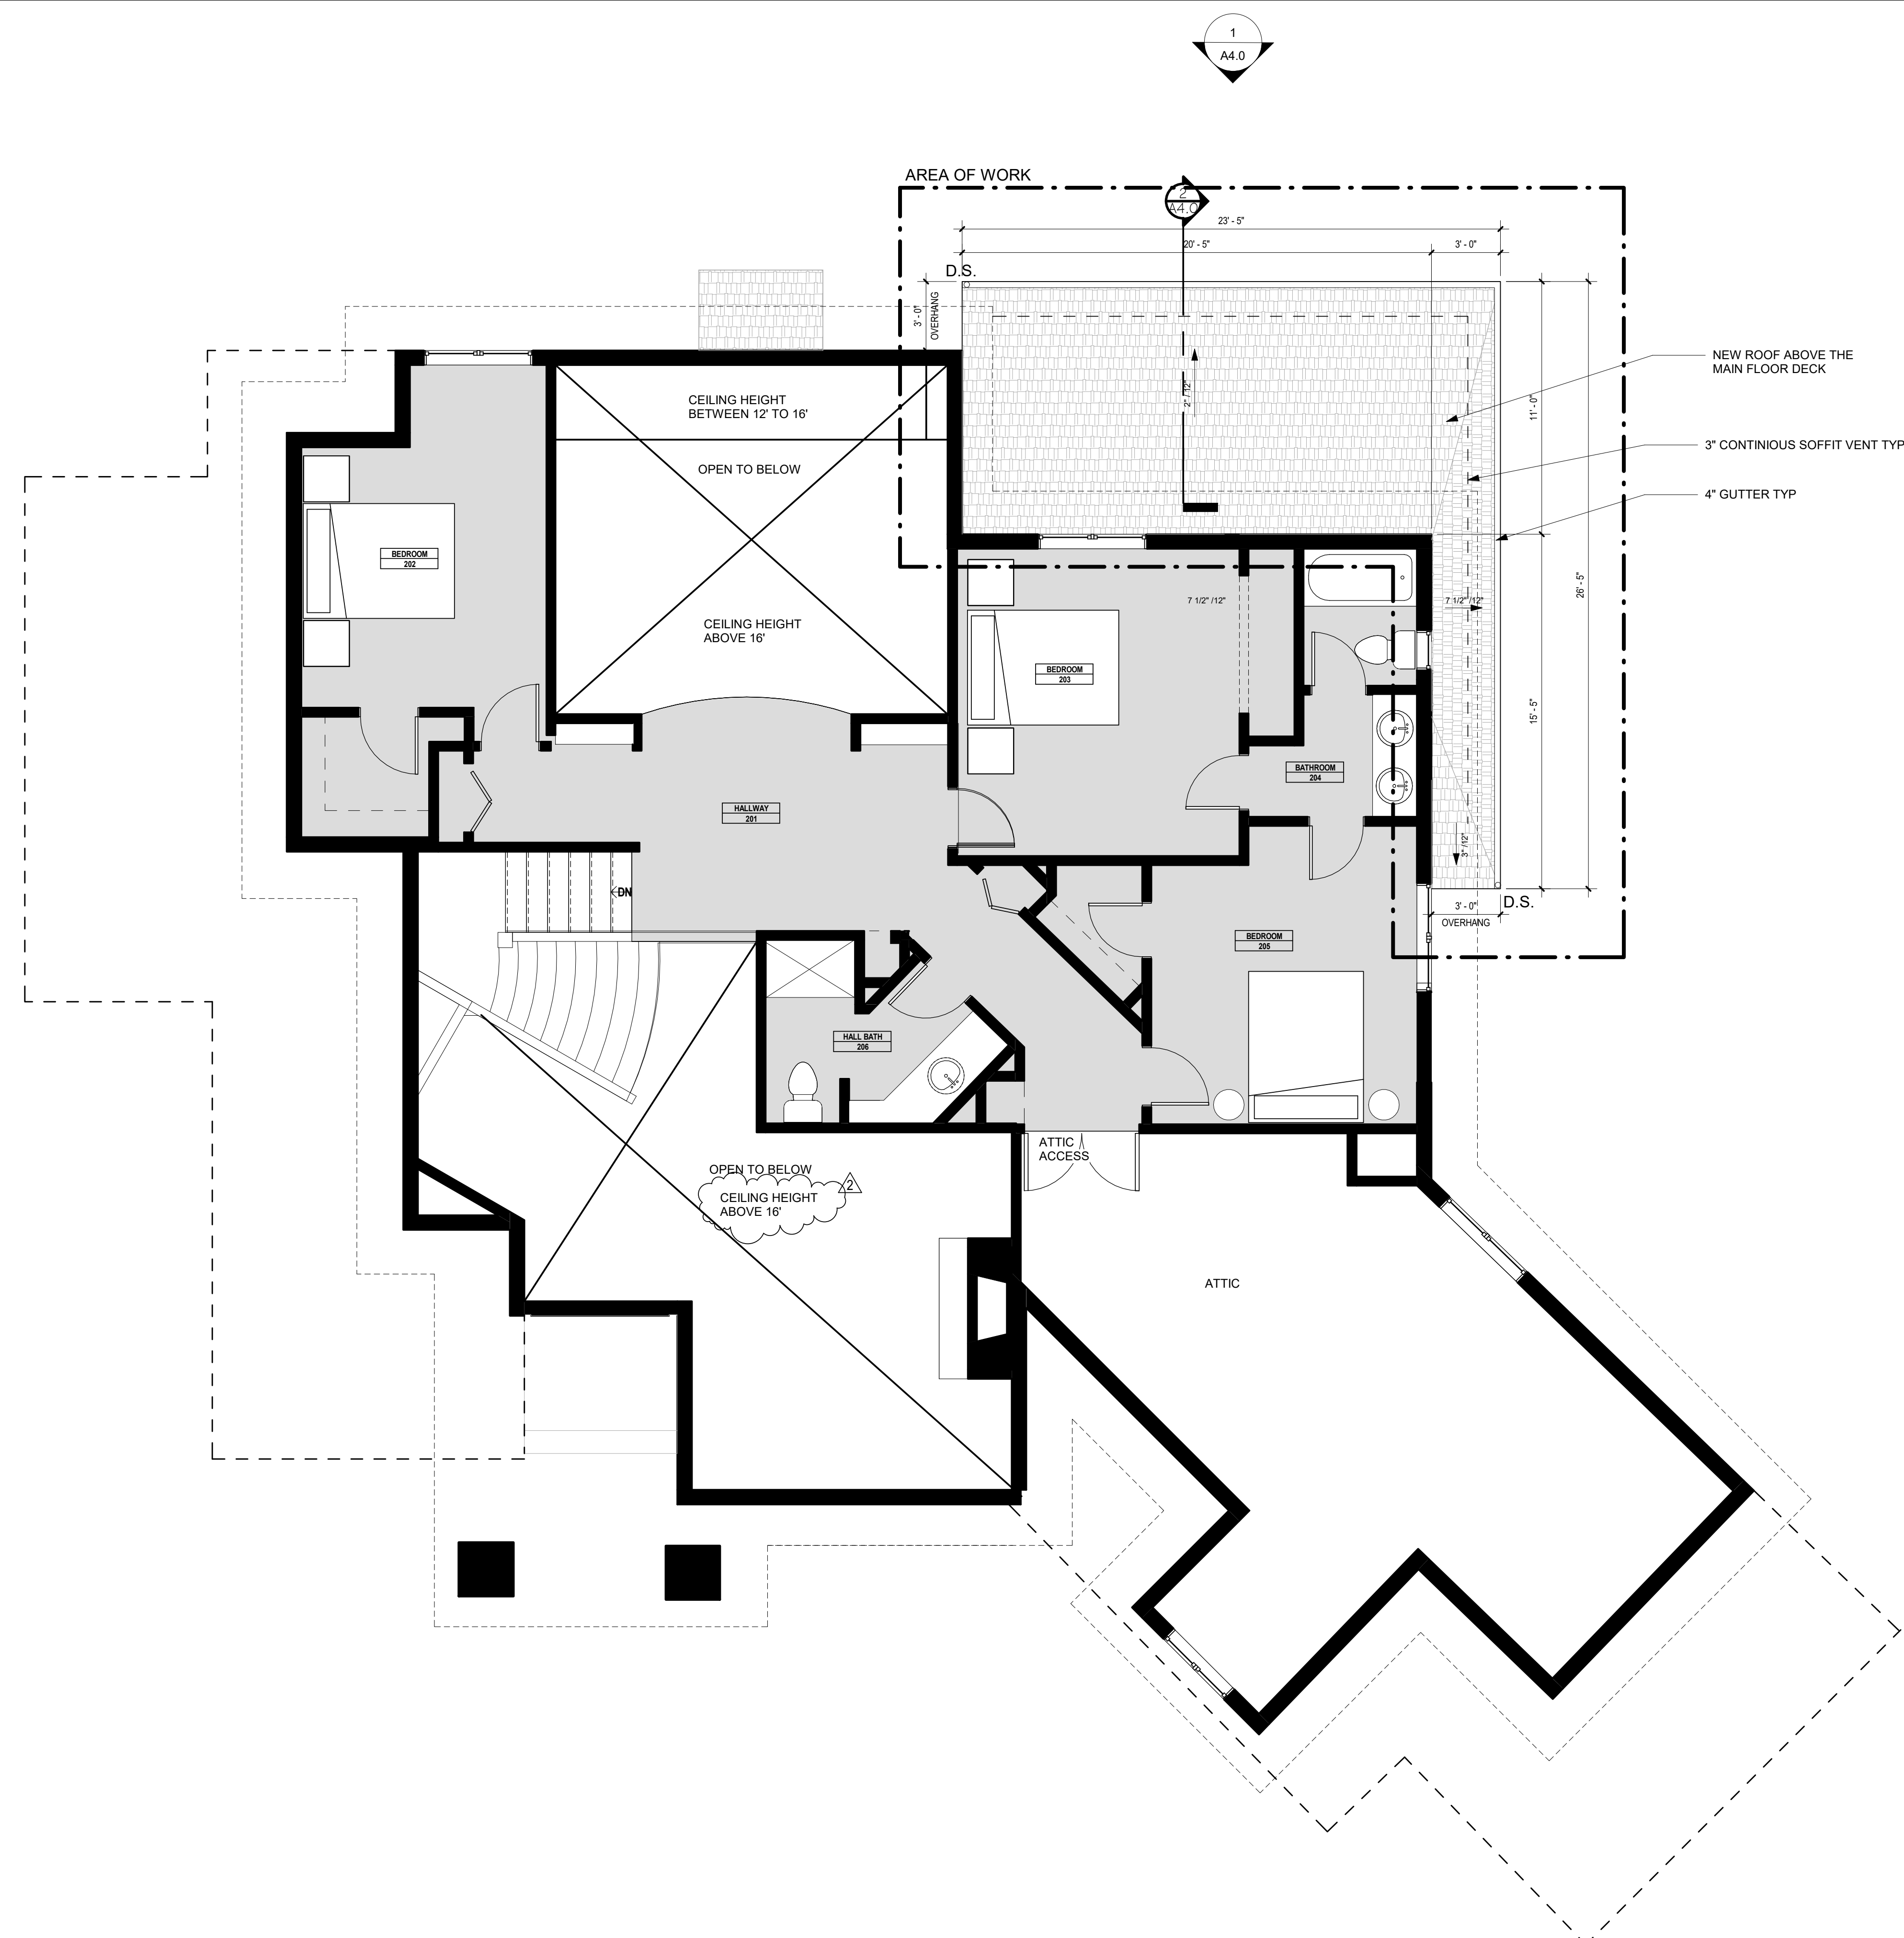 1
A4.0
AREA OF WORK
2
A4.0
23' - 5"
20' - 5"
3' - 0"
D.S.
3' - 0"
OVERHANG
NEW ROOF ABOVE THE
MAIN FLOOR DECK
2" /12"
11' - 0"
CEILING HEIGHT
BETWEEN 12' TO 16'
3" CONTINIOUS SOFFIT VENT TYP
OPEN TO BELOW
4" GUTTER TYP
BEDROOM
202
26' - 5"
7 1/2" /12"
7 1/2" /12"
CEILING HEIGHT
ABOVE 16'
BEDROOM
203
15' - 5"
BATHROOM
204
HALLWAY
201
3" /12"
DN
3' - 0"
D.S.
OVERHANG
BEDROOM
205
HALL BATH
206
ATTIC
ACCESS
OPEN TO BELOW
2
CEILING HEIGHT
ABOVE 16'
ATTIC